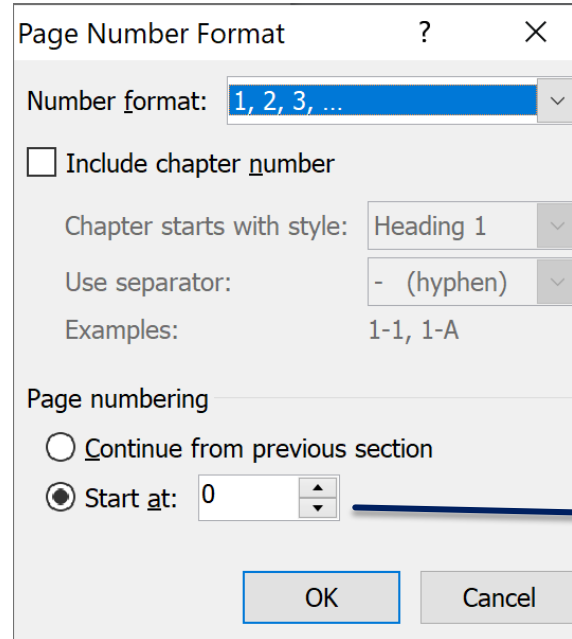 Page Number Format ? ×
Number format: 1, 2, 3, ...
Include chapter number
Chapter starts with style: Heading 1
Use separator: - (hyphen)
Examples: 1-1, 1-A
Page numbering
Continue from previous section
Start at: 0
OK Cancel